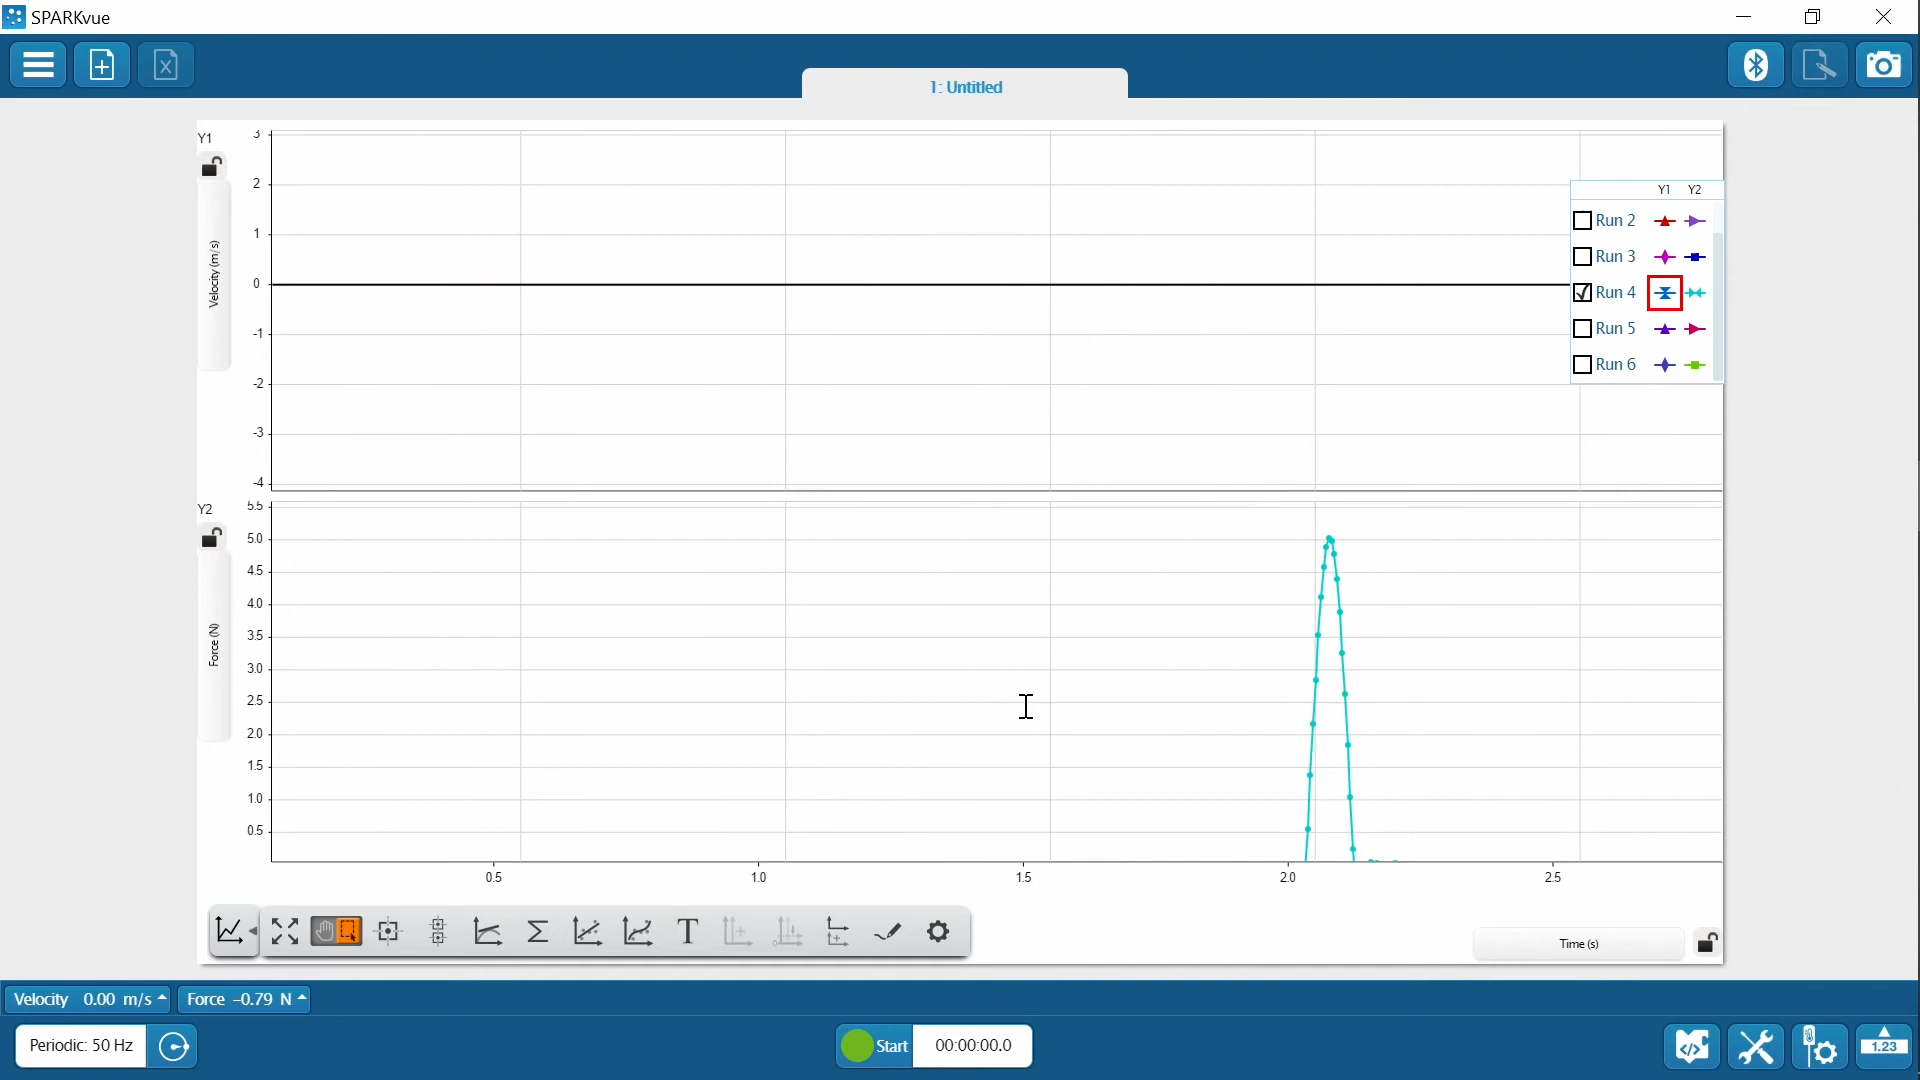 SPARKvue
1: Untitled
Y1
3
2
1
0
-1
-2
-3
-4
Velocity (m/s)
Y1 Y2
Run 2
Run 3
Run 4
Run 5
Run 6
Y2
5.5
5.0
4.5
4.0
3.5
3.0
2.5
2.0
1.5
1.0
0.5
Force (N)
0.5 1.0 1.5 2.0 2.5
T
Time (s)
Velocity 0.00 m/s
Force -0.79 N
Periodic: 50 Hz
Start 00:00:00.0
1.23